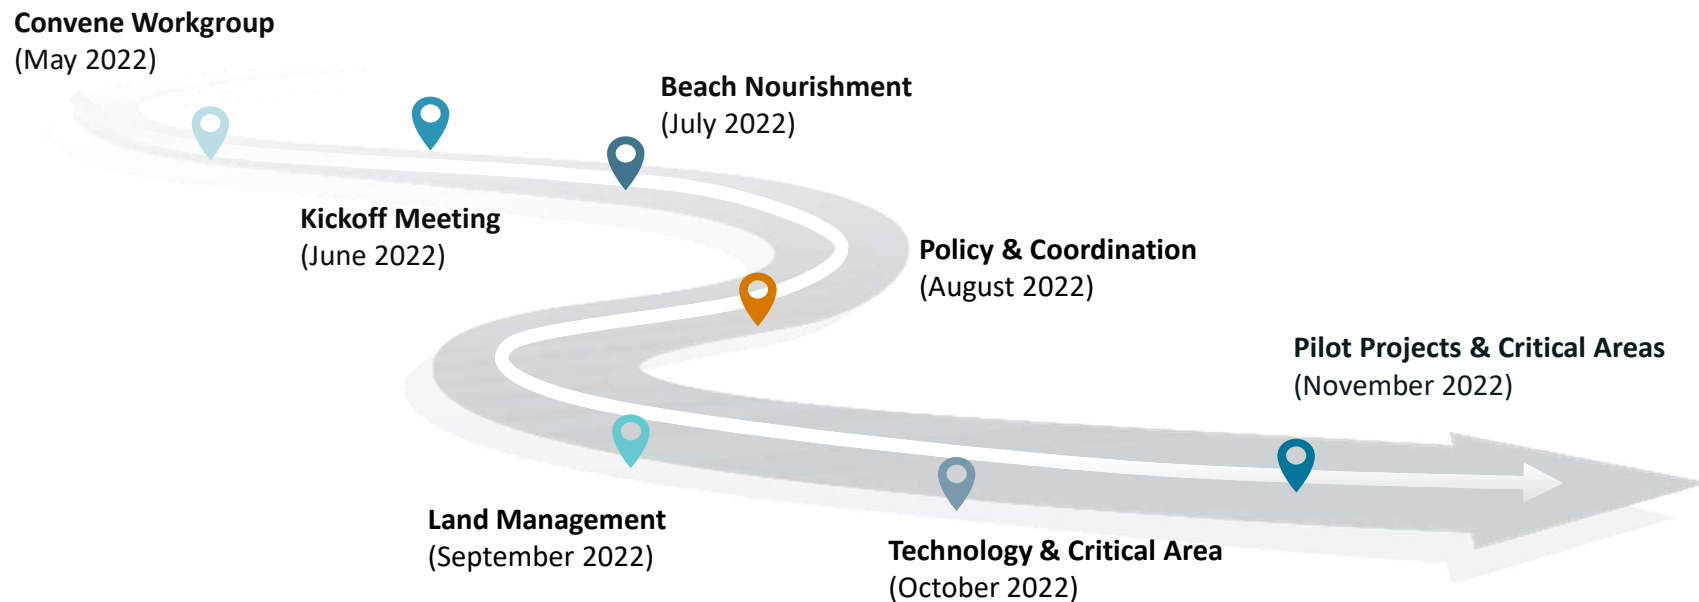 Convene Workgroup
(May 2022)
Kickoff Meeting
(June 2022)
Beach Nourishment
(July 2022)
Policy & Coordination
(August 2022)
Land Management
(September 2022)
Technology & Critical Area
(October 2022)
Pilot Projects & Critical Areas
(November 2022)